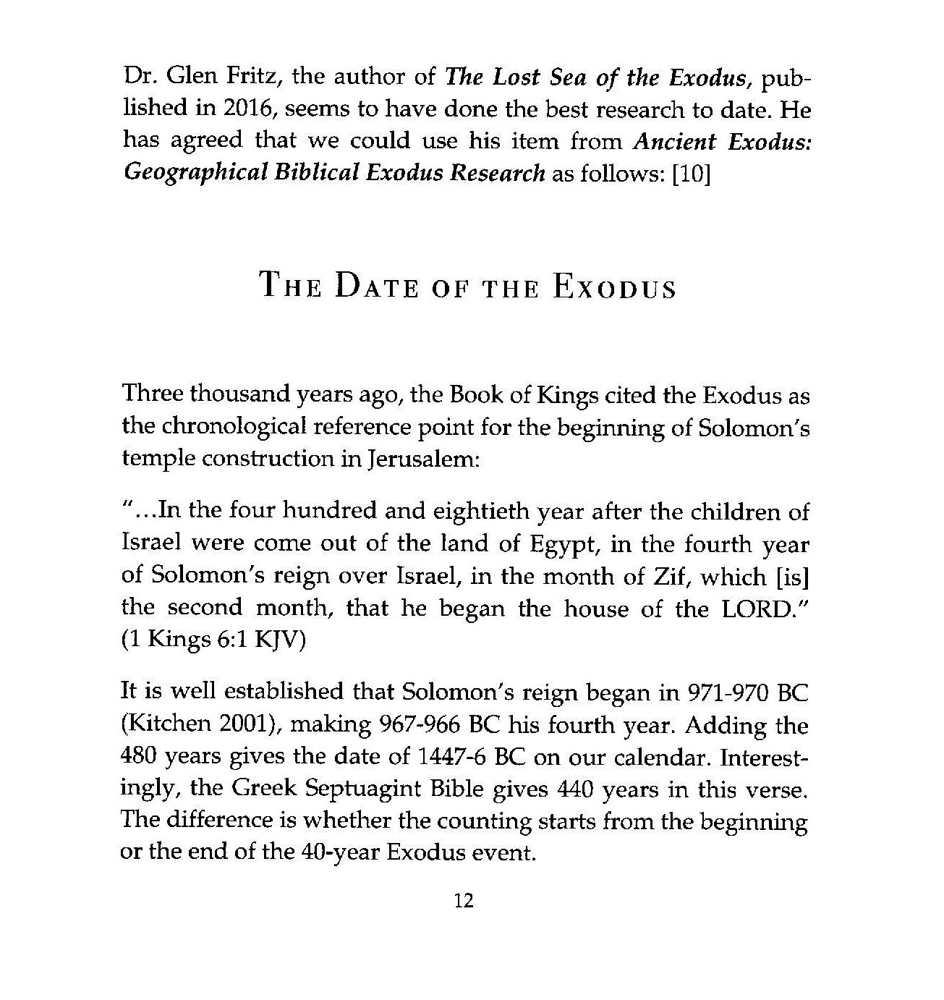 Dr. Glen Fritz, the author of The Lost Sea of the Exodus, pub-
lished in 2016, seems to have done the best research to date. He
has agreed that we could use his item from Ancient Exodus:
Geographical Biblical Exodus Research as follows: [10]
THE DATE OF THE EXODUS
Three thousand years ago, the Book of Kings cited the Exodus as
the chronological reference point for the beginning of Solomon's
temple construction in Jerusalem:
"…In the four hundred and eightieth year after the children of
Israel were come out of the land of Egypt, in the fourth year
of Solomon's reign over Israel, in the month of Zif, which [is]
the second month, that he began the house of the LORD."
(1 Kings 6:1 KJV)
It is well established that Solomon's reign began in 971-970 BC
(Kitchen 2001), making 967-966 BC his fourth year. Adding the
480 years gives the date of 1447-6 BC on our calendar. Interest-
ingly, the Greek Septuagint Bible gives 440 years in this verse.
The difference is whether the counting starts from the beginning
or the end of the 40-year Exodus event.
12